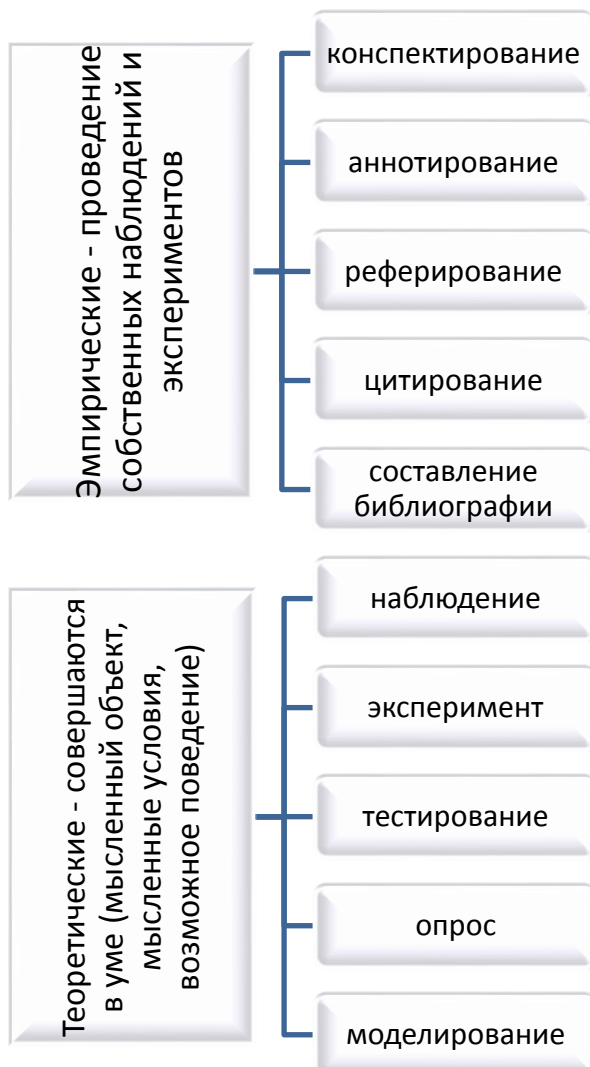 Эмпирические - проведение
собственных наблюдений и
экспериментов
конспектирование
аннотирование
реферирование
цитирование
составление
библиографии
Теоретические - совершаются
в уме (мысленный объект,
мысленные условия,
возможное поведение)
наблюдение
эксперимент
тестирование
опрос
моделирование